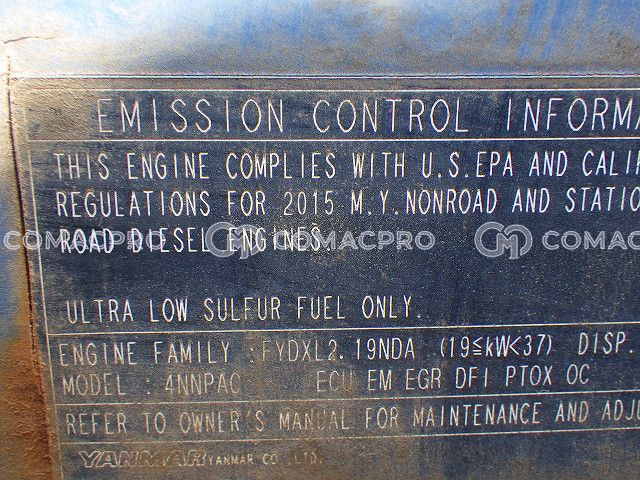 EMISSION CONTROL INFORMA
THIS ENGINE COMPLIES WITH U.S.EPA AND CALIF
REGULATIONS FOR 2015 M.Y.NONROAD AND STATIO
ROAD DIESEL ENGINES.
COMACPRO COMACPRO COMACPRO
ULTRA LOW SULFUR FUEL ONLY.
ENGINE FAMILY : FYDXL2.19NDA (19≦kW<37) DISP.
MODEL : 4NNPAC ECU EM EGR DFI PTOX OC
REFER TO OWNER'S MANUAL FOR MAINTENANCE AND ADJU
YANMAR YANMAR CO.,LTD.